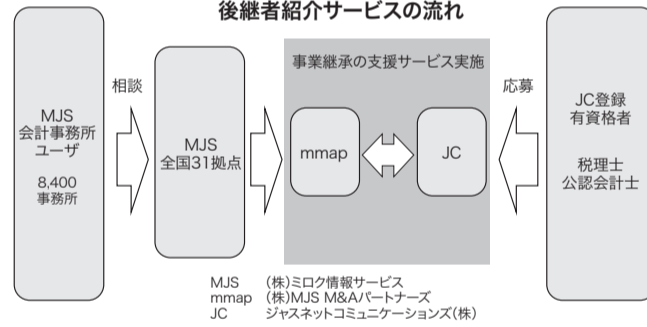 後継者紹介サービスの流れ
MJS
会計事務所
ユーザ
8,400
事務所
相談
MJS
全国31拠点
事業継承の支援サービス実施
mmap
JC
応募
JC登録
有資格者
税理士
公認会計士
MJS (株)ミロク情報サービス
mmap (株)MJS M&Aパートナーズ
JC ジャスネットコミュニケーションズ(株)